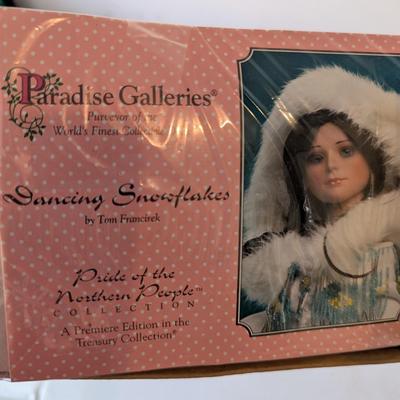 Paradise Galleries®
Purveyor of the
World's Finest Collectible
Dancing Snowflakes
by Tom Francirek
Pride of the
Northern People™
COLLECTION
A Premiere Edition in the
Treasury Collection®